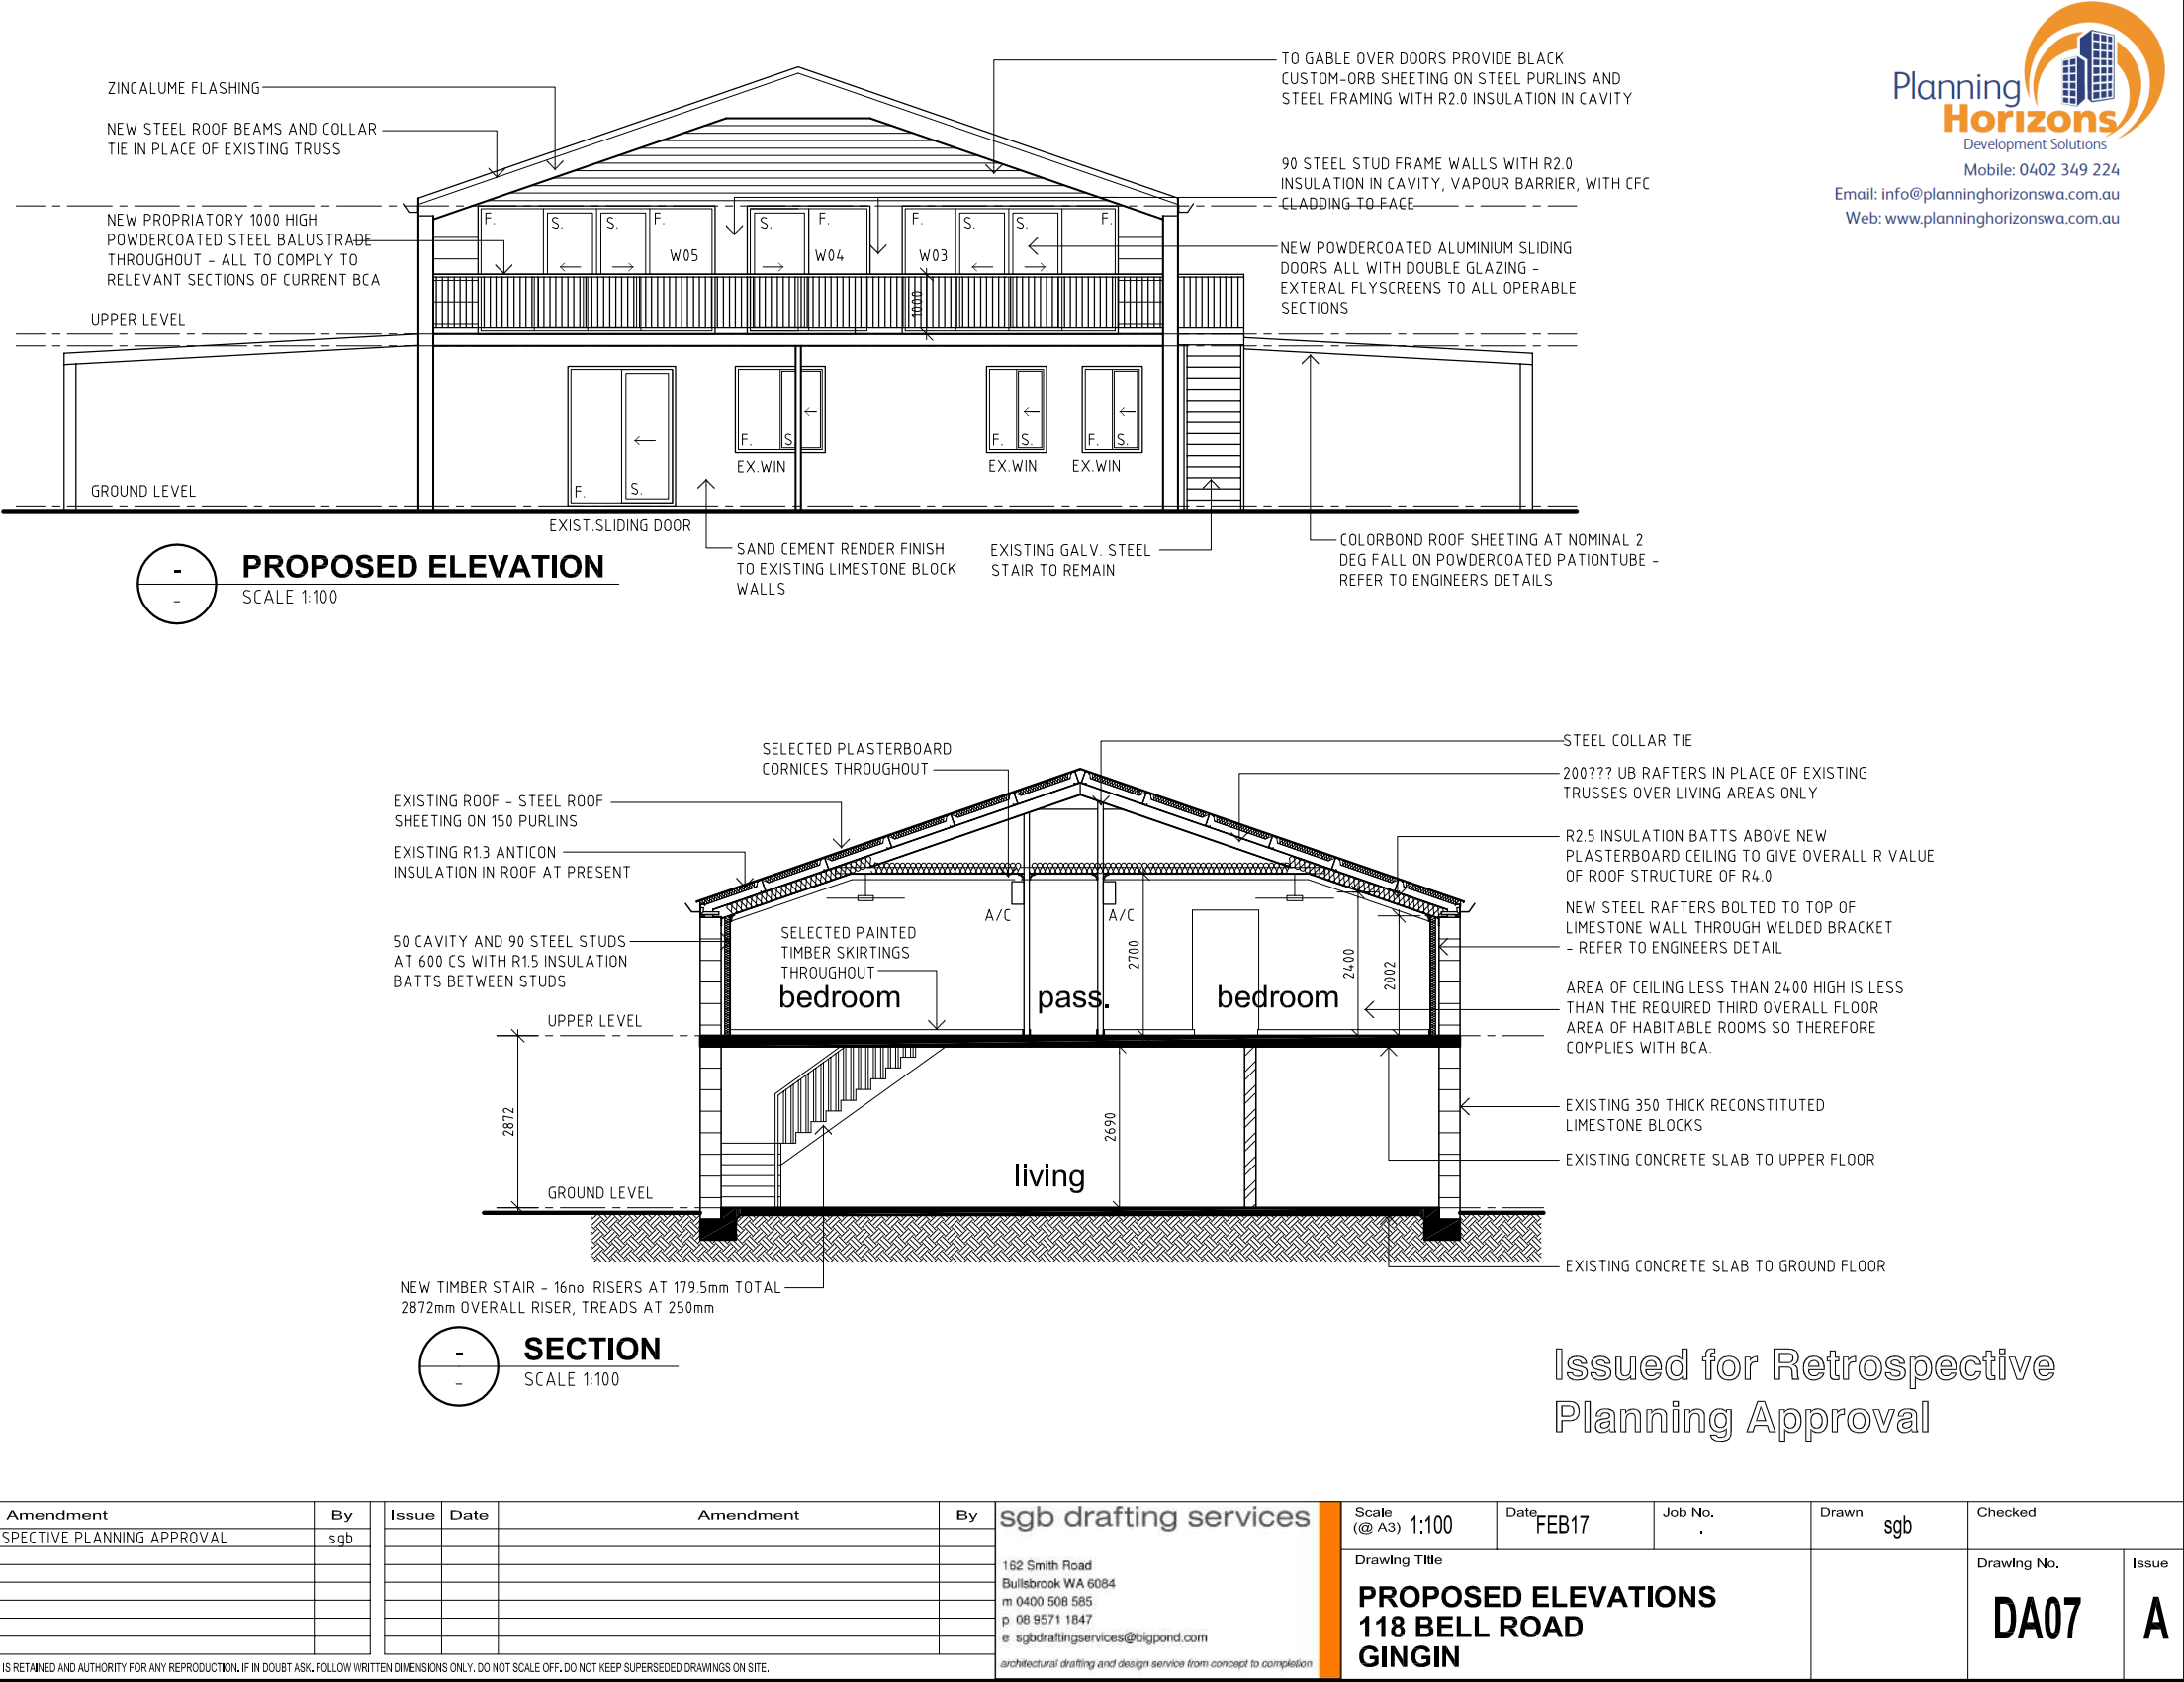 Planning
Horizons
Development Solutions
Mobile: 0402 349 224
Email: info@planninghorizonswa.com.au
Web: www.planninghorizonswa.com.au
ZINCALUME FLASHING
NEW STEEL ROOF BEAMS AND COLLAR
TIE IN PLACE OF EXISTING TRUSS
NEW PROPRIATORY 1000 HIGH
POWDERCOATED STEEL BALUSTRADE
THROUGHOUT - ALL TO COMPLY TO
RELEVANT SECTIONS OF CURRENT BCA
UPPER LEVEL
GROUND LEVEL
TO GABLE OVER DOORS PROVIDE BLACK
CUSTOM-ORB SHEETING ON STEEL PURLINS AND
STEEL FRAMING WITH R2.0 INSULATION IN CAVITY
90 STEEL STUD FRAME WALLS WITH R2.0
INSULATION IN CAVITY, VAPOUR BARRIER, WITH CFC
CLADDING TO FACE
NEW POWDERCOATED ALUMINIUM SLIDING
DOORS ALL WITH DOUBLE GLAZING -
EXTERAL FLYSCREENS TO ALL OPERABLE
SECTIONS
F. S. S. F. S. F. F. S. S. F.
W05 W04 W03
1000
F. S. F. S. F. S.
EX.WIN EX.WIN EX.WIN
F. S.
EXIST.SLIDING DOOR
SAND CEMENT RENDER FINISH
TO EXISTING LIMESTONE BLOCK
WALLS
EXISTING GALV. STEEL
STAIR TO REMAIN
COLORBOND ROOF SHEETING AT NOMINAL 2
DEG FALL ON POWDERCOATED PATIONTUBE -
REFER TO ENGINEERS DETAILS
-
-
PROPOSED ELEVATION
SCALE 1:100
SELECTED PLASTERBOARD
CORNICES THROUGHOUT
EXISTING ROOF - STEEL ROOF
SHEETING ON 150 PURLINS
EXISTING R1.3 ANTICON
INSULATION IN ROOF AT PRESENT
50 CAVITY AND 90 STEEL STUDS
AT 600 CS WITH R1.5 INSULATION
BATTS BETWEEN STUDS
UPPER LEVEL
2872
GROUND LEVEL
NEW TIMBER STAIR - 16no .RISERS AT 179.5mm TOTAL
2872mm OVERALL RISER, TREADS AT 250mm
A/C A/C
SELECTED PAINTED
TIMBER SKIRTINGS
THROUGHOUT
bedroom pass. bedroom
2700
2400
2002
2690
living
STEEL COLLAR TIE
200??? UB RAFTERS IN PLACE OF EXISTING
TRUSSES OVER LIVING AREAS ONLY
R2.5 INSULATION BATTS ABOVE NEW
PLASTERBOARD CEILING TO GIVE OVERALL R VALUE
OF ROOF STRUCTURE OF R4.0
NEW STEEL RAFTERS BOLTED TO TOP OF
LIMESTONE WALL THROUGH WELDED BRACKET
- REFER TO ENGINEERS DETAIL
AREA OF CEILING LESS THAN 2400 HIGH IS LESS
THAN THE REQUIRED THIRD OVERALL FLOOR
AREA OF HABITABLE ROOMS SO THEREFORE
COMPLIES WITH BCA.
EXISTING 350 THICK RECONSTITUTED
LIMESTONE BLOCKS
EXISTING CONCRETE SLAB TO UPPER FLOOR
EXISTING CONCRETE SLAB TO GROUND FLOOR
-
-
SECTION
SCALE 1:100
Issued for Retrospective
Planning Approval
Amendment By Issue Date Amendment By
SPECTIVE PLANNING APPROVAL sgb
IS RETAINED AND AUTHORITY FOR ANY REPRODUCTION. IF IN DOUBT ASK. FOLLOW WRITTEN DIMENSIONS ONLY. DO NOT SCALE OFF. DO NOT KEEP SUPERSEDED DRAWINGS ON SITE.
sgb drafting services
162 Smith Road
Bullsbrook WA 6084
m 0400 508 585
p 08 9571 1847
e sgbdraftingservices@bigpond.com
architectural drafting and design service from concept to completion
Scale
(@ A3) 1:100
Date FEB17
Job No.
.
Drawn sgb
Checked
Drawing Title
PROPOSED ELEVATIONS
118 BELL ROAD
GINGIN
Drawing No.
DA07
Issue
A